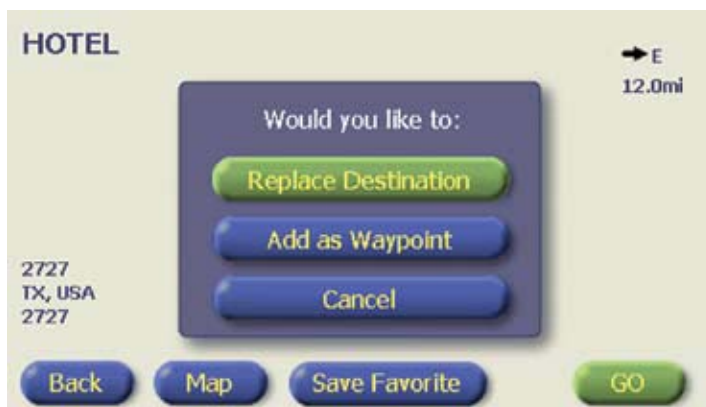 HOTEL
E
12.0mi
Would you like to:
Replace Destination
Add as Waypoint
Cancel
2727
TX, USA
2727
Back Map Save Favorite GO